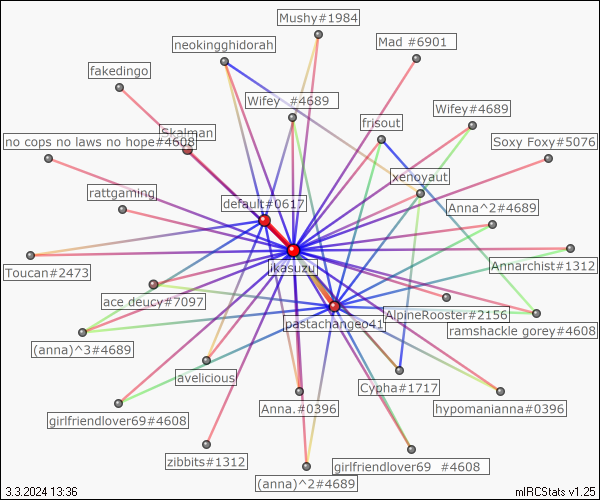 Mushy#1984
neokingghidorah
Mad #6901
fakedingo
Wifey #4689
Wifey#4689
frisout
Skalman
no cops no laws no hope#4608
Soxy Foxy#5076
xenoyaut
rattgaming
default#0617
Anna^2#4689
ikasuzu
Toucan#2473
Annarchist#1312
ace deucy#7097
AlpineRooster#2156
pastachangeo41
ramshackle gorey#4608
(anna)^3#4689
avelicious
Cypha#1717
Anna.#0396
hypomanianna#0396
girlfriendlover69#4608
zibbits#1312
girlfriendlover69 #4608
(anna)^2#4689
3.3.2024 13:36
mIRCStats v1.25